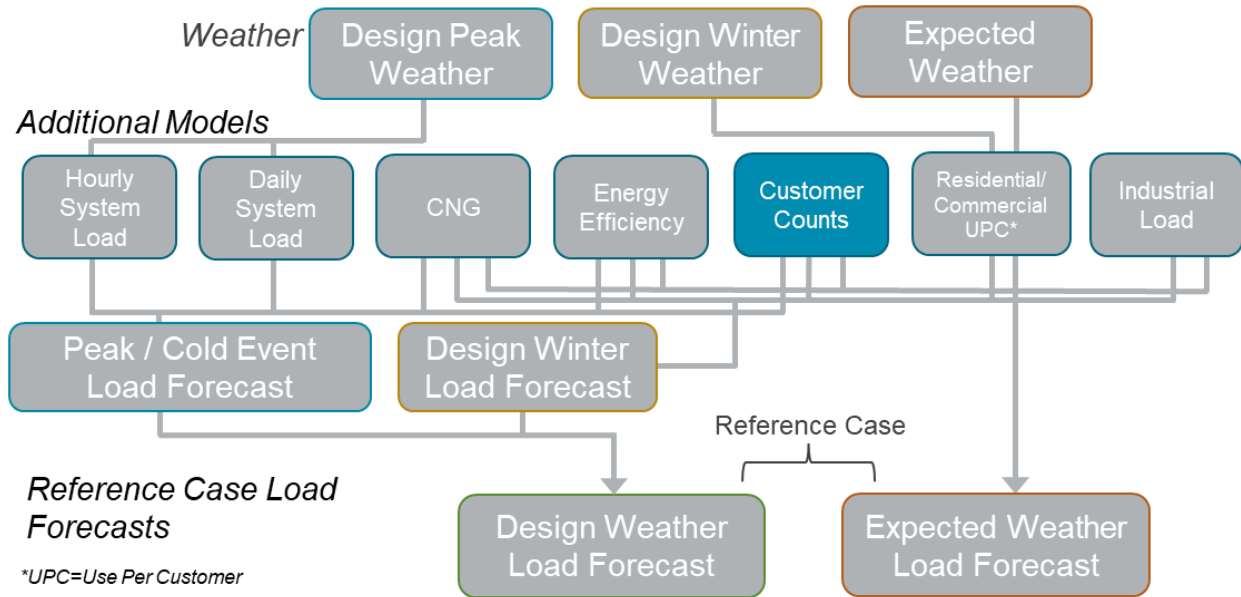 Weather
Design Peak
Weather
Design Winter
Weather
Expected
Weather
Additional Models
Hourly
System
Load
Daily
System
Load
CNG
Energy
Efficiency
Customer
Counts
Residential/
Commercial
UPC*
Industrial
Load
Peak / Cold Event
Load Forecast
Design Winter
Load Forecast
Reference Case
Reference Case Load
Forecasts
Design Weather
Load Forecast
Expected Weather
Load Forecast
*UPC=Use Per Customer